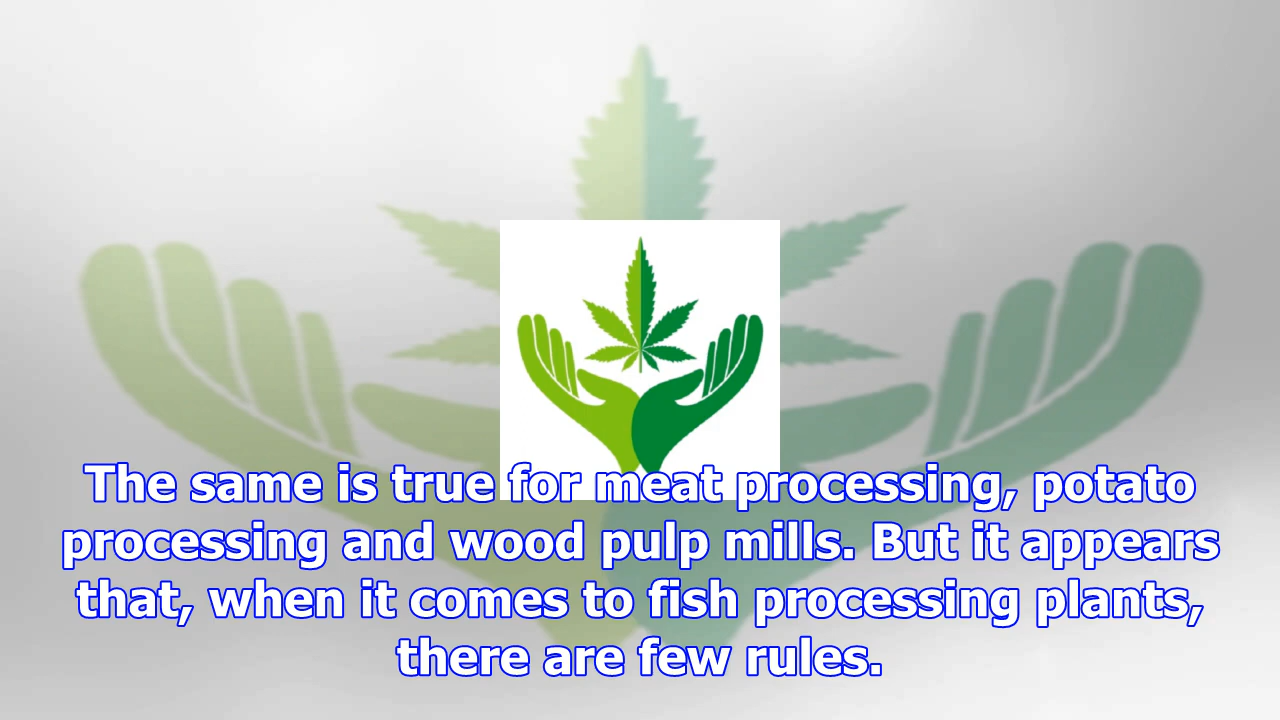 The same is true for meat processing, potato
processing and wood pulp mills. But it appears
that, when it comes to fish processing plants,
there are few rules.